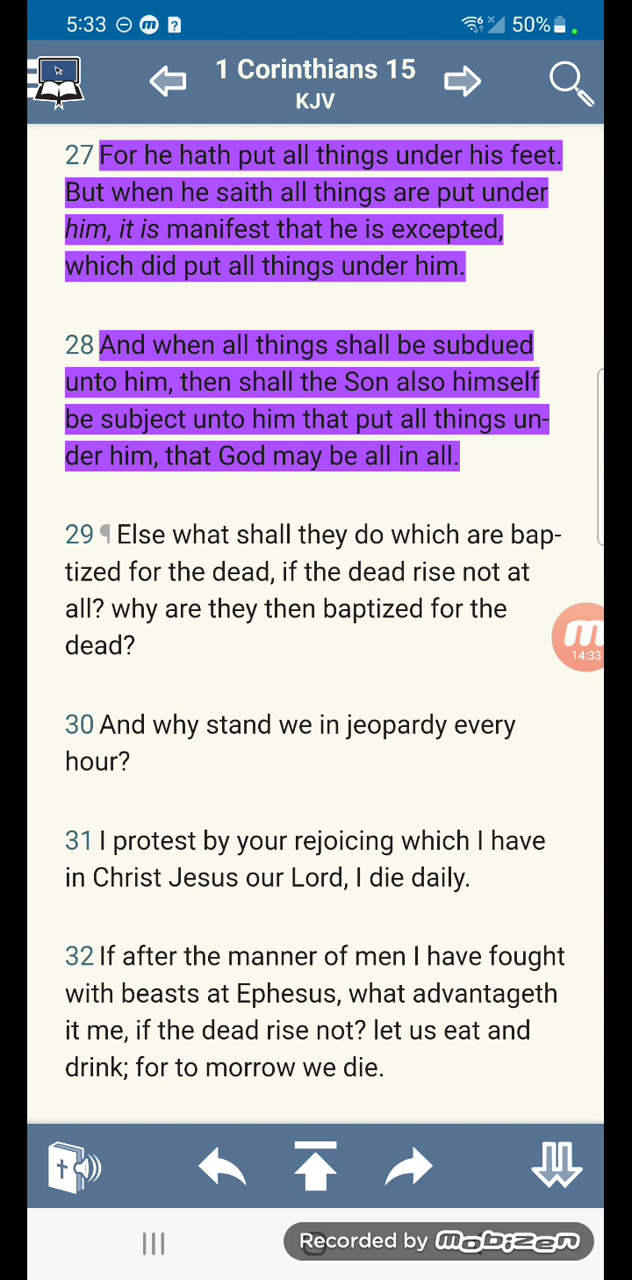 5:33 m ? 6 50%
1 Corinthians 15
KJV
27 For he hath put all things under his feet.
But when he saith all things are put under
him, it is manifest that he is excepted,
which did put all things under him.
28 And when all things shall be subdued
unto him, then shall the Son also himself
be subject unto him that put all things un-
der him, that God may be all in all.
29 ¶ Else what shall they do which are bap-
tized for the dead, if the dead rise not at
all? why are they then baptized for the
dead?
m
14:33
30 And why stand we in jeopardy every
hour?
31 I protest by your rejoicing which I have
in Christ Jesus our Lord, I die daily.
32 If after the manner of men I have fought
with beasts at Ephesus, what advantageth
it me, if the dead rise not? let us eat and
drink; for to morrow we die.
Recorded by mobizen